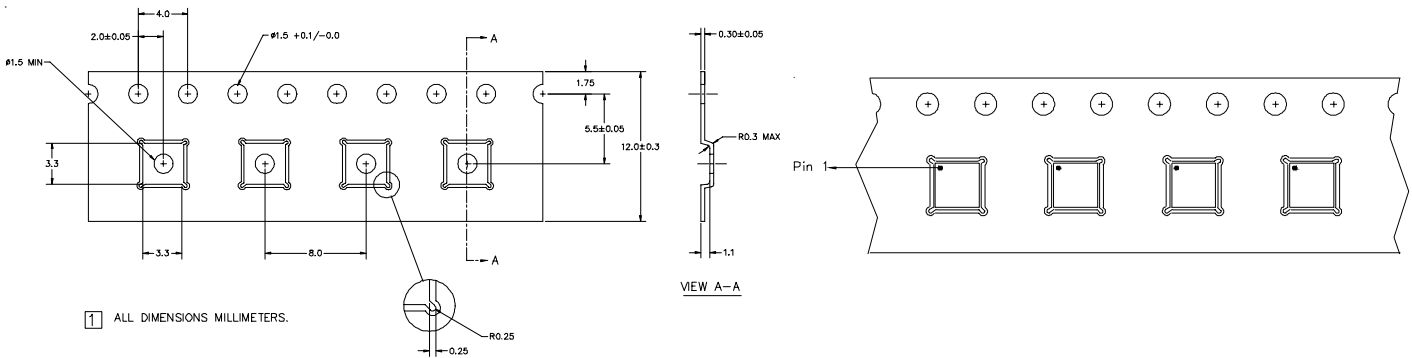 4.0
2.0±0.05
ø1.5 +0.1/-0.0
A
0.30±0.05
ø1.5 MIN
1.75
5.5±0.05
12.0±0.3
R0.3 MAX
3.3
Pin 1
3.3
8.0
A
1.1
VIEW A-A
1 ALL DIMENSIONS MILLIMETERS.
R0.25
0.25